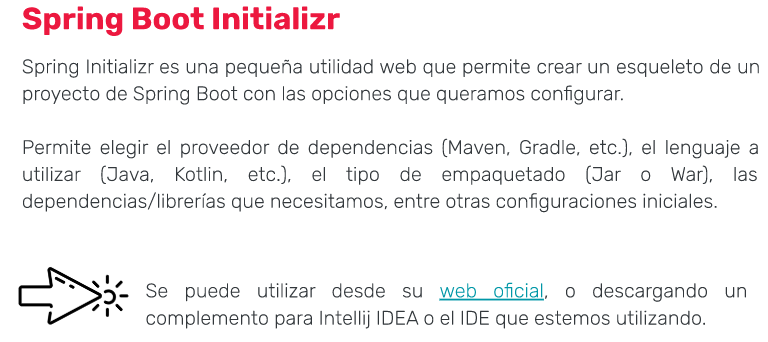 Spring Boot Initializr
Spring Initializr es una pequeña utilidad web que permite crear un esqueleto de un
proyecto de Spring Boot con las opciones que queramos configurar.
Permite elegir el proveedor de dependencias (Maven, Gradle, etc.), el lenguaje a
utilizar (Java, Kotlin, etc.), el tipo de empaquetado (Jar o War), las
dependencias/librerías que necesitamos, entre otras configuraciones iniciales.
Se puede utilizar desde su web oficial, o descargando un
complemento para Intellij IDEA o el IDE que estemos utilizando.